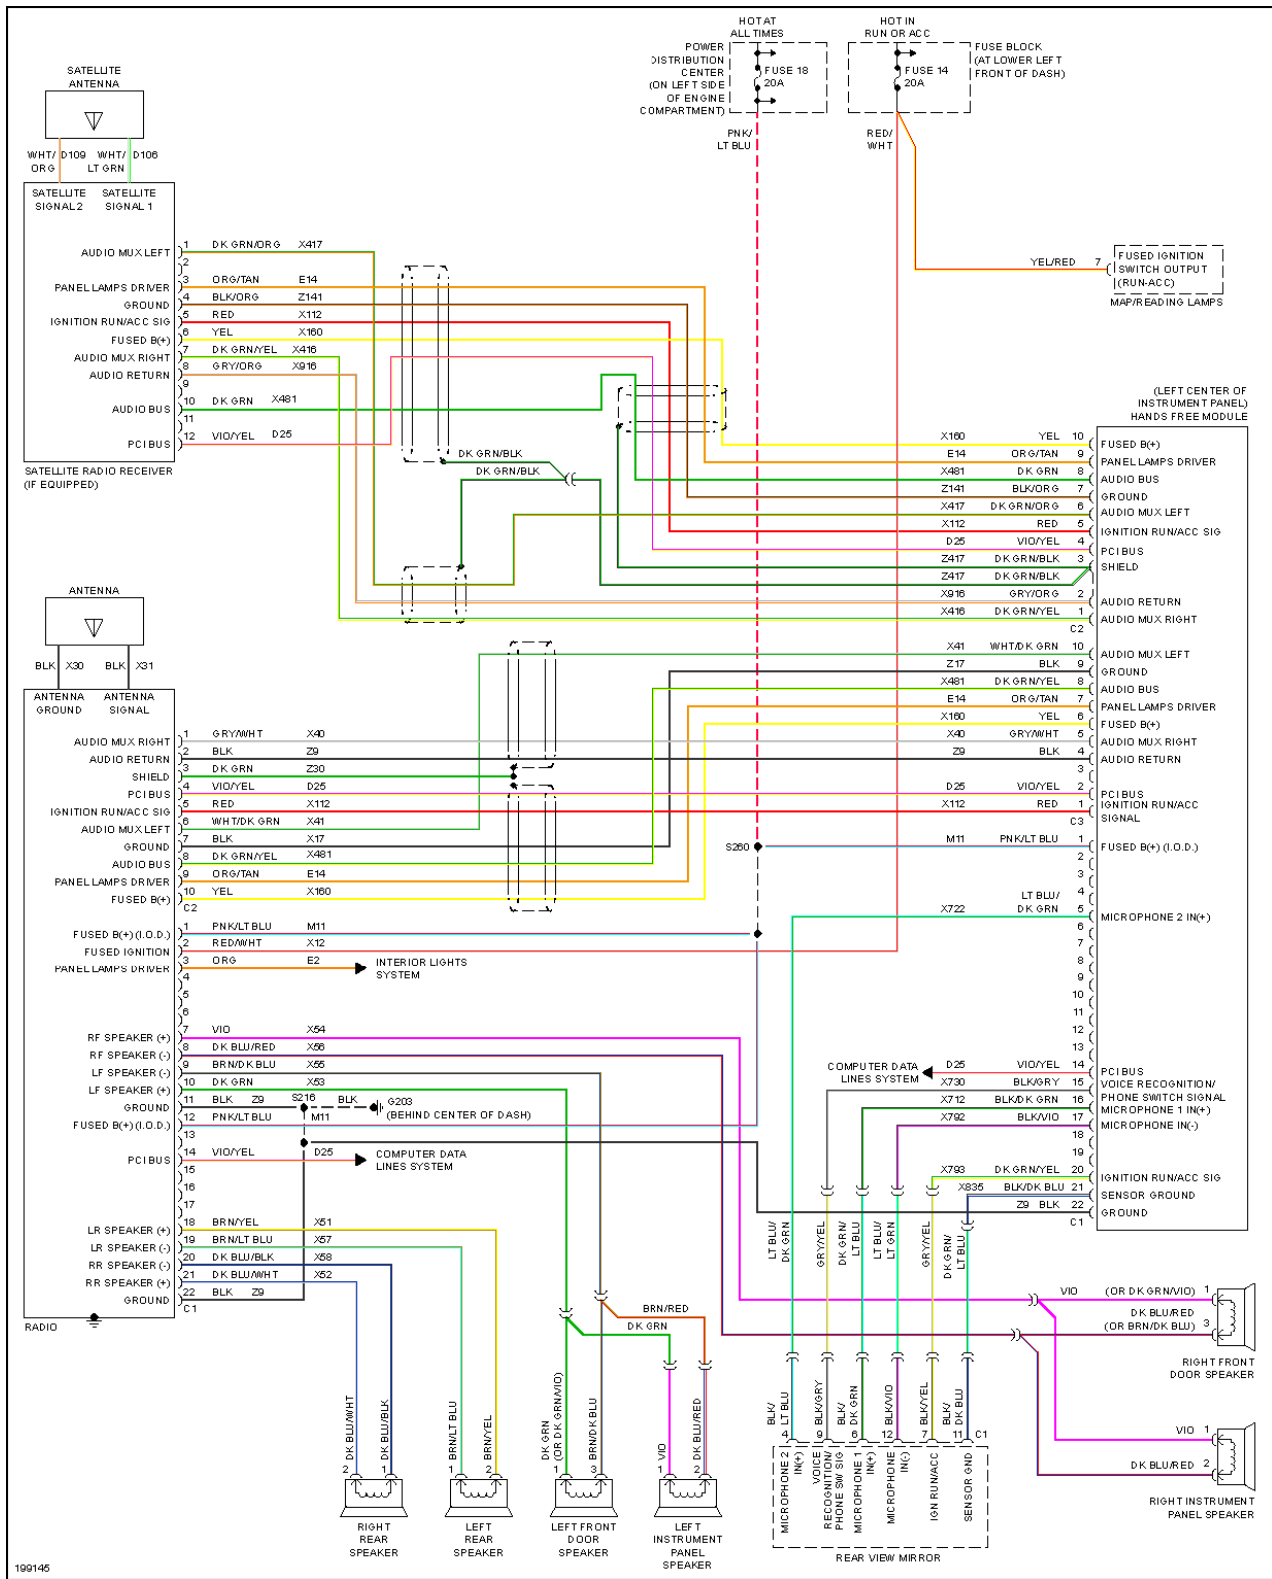 HOT AT
ALL TIMES
HOT IN
RUN OR ACC
POWER
DISTRIBUTION
CENTER
(ON LEFT SIDE
OF ENGINE
COMPARTMENT)
FUSE 18
20A
FUSE 14
20A
FUSE BLOCK
(AT LOWER LEFT
FRONT OF DASH)
PNK/
LT BLU
RED/
WHT
SATELLITE
ANTENNA
WHT/
ORG
D109
WHT/
LT GRN
D106
SATELLITE
SIGNAL 2
SATELLITE
SIGNAL 1
AUDIO MUX LEFT 1 DK GRN/ORG X417
2
PANEL LAMPS DRIVER 3 ORG/TAN E14
GROUND 4 BLK/ORG Z141
IGNITION RUN/ACC SIG 5 RED X112
FUSED B(+) 6 YEL X160
AUDIO MUX RIGHT 7 DK GRN/YEL X416
AUDIO RETURN 8 GRY/ORG X916
9
AUDIO BUS 10 DK GRN X481
11
PCI BUS 12 VIO/YEL D25
SATELLITE RADIO RECEIVER
(IF EQUIPPED)
DK GRN/BLK
DK GRN/BLK
YEL/RED 7
FUSED IGNITION
SWITCH OUTPUT
(RUN-ACC)
MAP/READING LAMPS
(LEFT CENTER OF
INSTRUMENT PANEL)
HANDS FREE MODULE
X160 YEL 10 FUSED B(+)
E14 ORG/TAN 9 PANEL LAMPS DRIVER
X481 DK GRN 8 AUDIO BUS
Z141 BLK/ORG 7 GROUND
X417 DK GRN/ORG 6 AUDIO MUX LEFT
X112 RED 5 IGNITION RUN/ACC SIG
D25 VIO/YEL 4 PCI BUS
Z417 DK GRN/BLK 3 SHIELD
Z417 DK GRN/BLK
X916 GRY/ORG 2 AUDIO RETURN
X416 DK GRN/YEL 1 AUDIO MUX RIGHT
C2
X41 WHT/DK GRN 10 AUDIO MUX LEFT
Z17 BLK 9 GROUND
X481 DK GRN/YEL 8 AUDIO BUS
E14 ORG/TAN 7 PANEL LAMPS DRIVER
X160 YEL 6 FUSED B(+)
X40 GRY/WHT 5 AUDIO MUX RIGHT
Z9 BLK 4 AUDIO RETURN
3
D25 VIO/YEL 2 PCI BUS
X112 RED 1 IGNITION RUN/ACC
SIGNAL
C3
M11 PNK/LT BLU 1 FUSED B(+) (I.O.D.)
2
3
4
LT BLU/
X722 DK GRN 5 MICROPHONE 2 IN(+)
6
7
8
9
10
11
12
13
COMPUTER DATA
LINES SYSTEM
D25 VIO/YEL 14 PCI BUS
X730 BLK/GRY 15 VOICE RECOGNITION/
PHONE SWITCH SIGNAL
X712 BLK/DK GRN 16 MICROPHONE 1 IN(+)
X792 BLK/VIO 17 MICROPHONE IN(-)
18
19
X793 DK GRN/YEL 20 IGNITION RUN/ACC SIG
X835 BLK/DK BLU 21 SENSOR GROUND
Z9 BLK 22 GROUND
C1
ANTENNA
BLK X30
BLK X31
ANTENNA
GROUND
ANTENNA
SIGNAL
AUDIO MUX RIGHT 1 GRY/WHT X40
AUDIO RETURN 2 BLK Z9
SHIELD 3 DK GRN Z30
PCI BUS 4 VIO/YEL D25
IGNITION RUN/ACC SIG 5 RED X112
AUDIO MUX LEFT 6 WHT/DK GRN X41
GROUND 7 BLK X17
AUDIO BUS 8 DK GRN/YEL X481
PANEL LAMPS DRIVER 9 ORG/TAN E14
FUSED B(+) 10 YEL X160
C2
FUSED B(+) (I.O.D.) 1 PNK/LT BLU M11
FUSED IGNITION 2 RED/WHT X12
PANEL LAMPS DRIVER 3 ORG E2
INTERIOR LIGHTS
SYSTEM
4
5
6
RF SPEAKER (+) 7 VIO X54
RF SPEAKER (-) 8 DK BLU/RED X56
LF SPEAKER (-) 9 BRN/DK BLU X55
LF SPEAKER (+) 10 DK GRN X53
GROUND 11 BLK Z9 S216 BLK G203
(BEHIND CENTER OF DASH)
FUSED B(+) (I.O.D.) 12 PNK/LT BLU M11
13
PCI BUS 14 VIO/YEL D25
COMPUTER DATA
LINES SYSTEM
15
16
17
LR SPEAKER (+) 18 BRN/YEL X51
LR SPEAKER (-) 19 BRN/LT BLU X57
RR SPEAKER (-) 20 DK BLU/BLK X58
RR SPEAKER (+) 21 DK BLU/WHT X52
GROUND 22 BLK Z9
C1
RADIO
S260
BRN/RED
DK GRN
LT BLU/
DK GRN
GRY/YEL
DK GRN/
LT BLU
LT BLU/
LT GRN
GRY/YEL
DK GRN/
LT BLU
VIO (OR DK GRN/VIO) 1
DK BLU/RED
(OR BRN/DK BLU) 3
RIGHT FRONT
DOOR SPEAKER
VIO 1
DK BLU/RED 2
RIGHT INSTRUMENT
PANEL SPEAKER
DK BLU/WHT 2
DK BLU/BLK 1
RIGHT
REAR
SPEAKER
BRN/LT BLU 1
BRN/YEL 2
LEFT
REAR
SPEAKER
DK GRN
(OR DK GRN/VIO) 1
BRN/DK BLU 3
LEFT FRONT
DOOR
SPEAKER
VIO 1
DK BLU/RED 2
LEFT
INSTRUMENT
PANEL
SPEAKER
BLK/
LT BLU 4
BLK/GRY 9
BLK/
DK GRN 6
BLK/VIO 12
BLK/YEL 7
BLK/
DK BLU 11
C1
MICROPHONE 2
IN(+)
VOICE
RECOGNITION/
PHONE SW SIG
MICROPHONE 1
IN(+)
MICROPHONE
IN(-)
IGN RUN/ACC
SENSOR GND
REAR VIEW MIRROR
199145